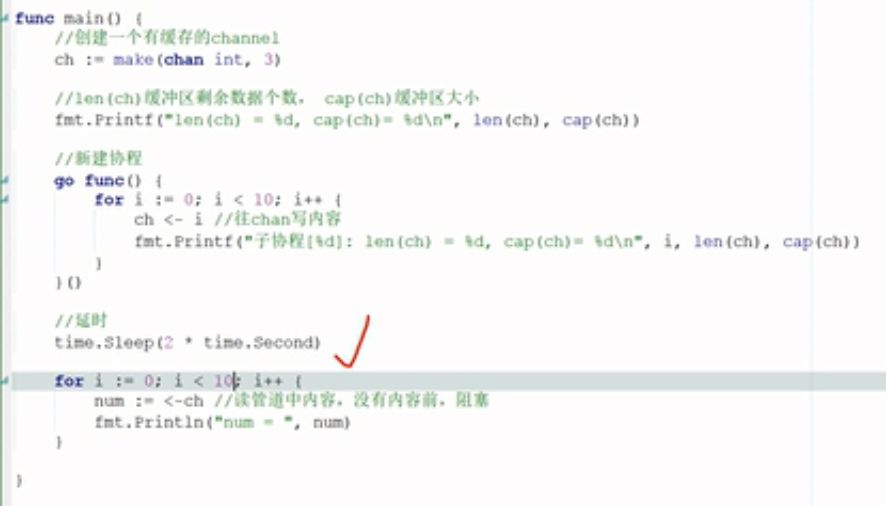 func main() {
//创建一个有缓存的channel
ch := make(chan int, 3)
//len(ch)缓冲区剩余数据个数， cap(ch)缓冲区大小
fmt.Printf("len(ch) = %d, cap(ch)= %d\n", len(ch), cap(ch))
//新建协程
go func() {
for i := 0; i < 10; i++ {
ch <- i //往chan写内容
fmt.Printf("子协程[%d]: len(ch) = %d, cap(ch)= %d\n", i, len(ch), cap(ch))
}
}()
//延时
time.Sleep(2 * time.Second)
for i := 0; i < 10; i++ {
num := <-ch //读管道中内容，没有内容前，阻塞
fmt.Println("num = ", num)
}
}